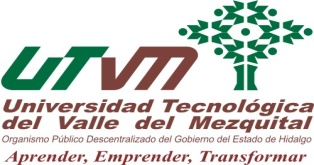 UTVM
Universidad Tecnológica
del Valle del Mezquital
Organismo Público Descentralizado del Gobierno del Estado de Hidalgo
Aprender, Emprender, Transformar